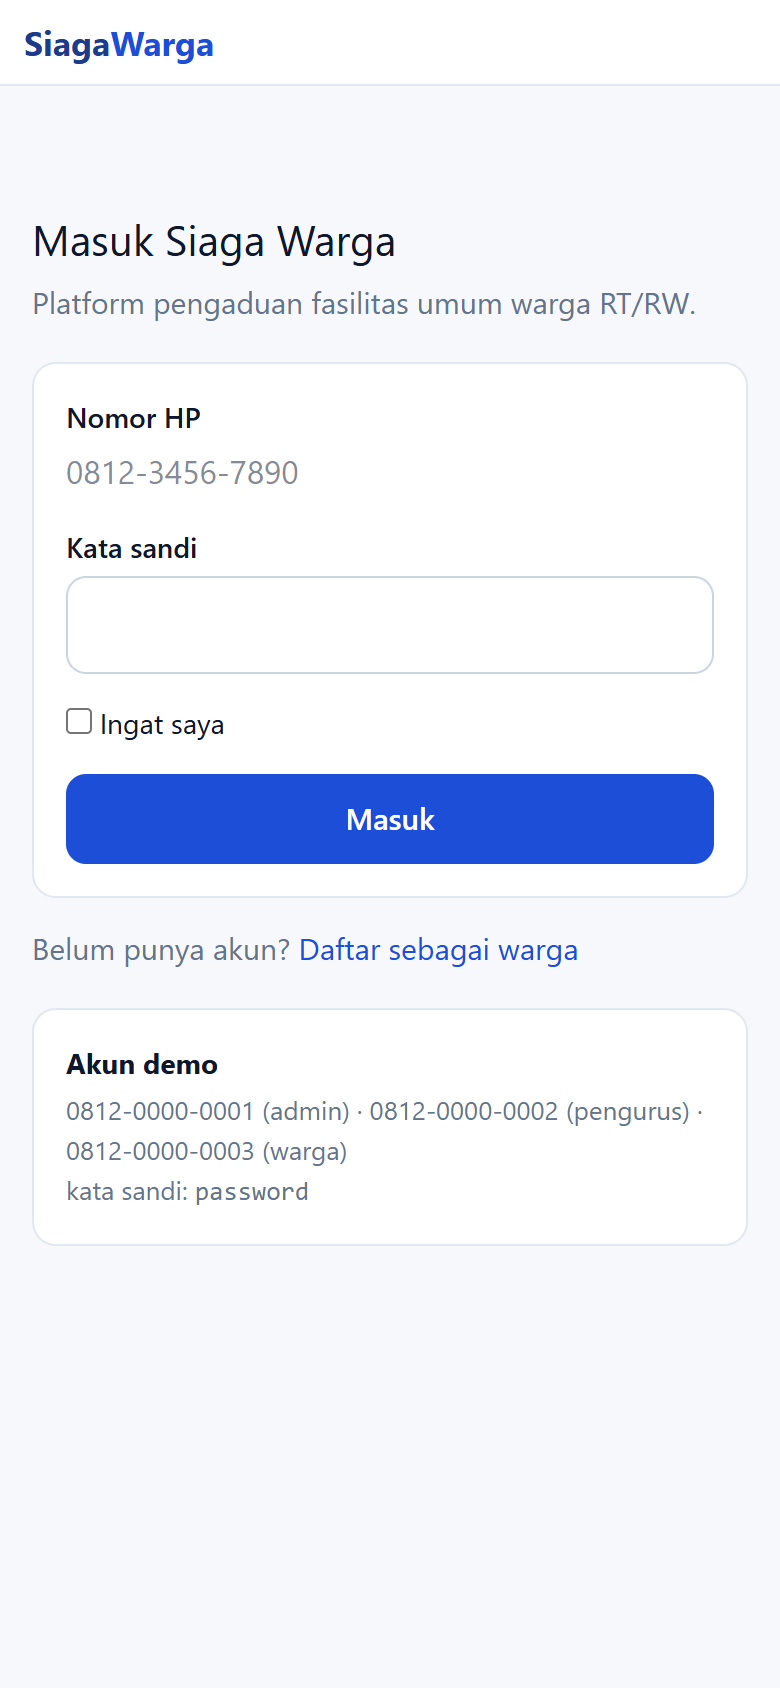 SiagaWarga
Masuk Siaga Warga
Platform pengaduan fasilitas umum warga RT/RW.
Nomor HP
0812-3456-7890
Kata sandi
Ingat saya
Masuk
Belum punya akun? Daftar sebagai warga
Akun demo
0812-0000-0001 (admin) · 0812-0000-0002 (pengurus) ·
0812-0000-0003 (warga)
kata sandi: password